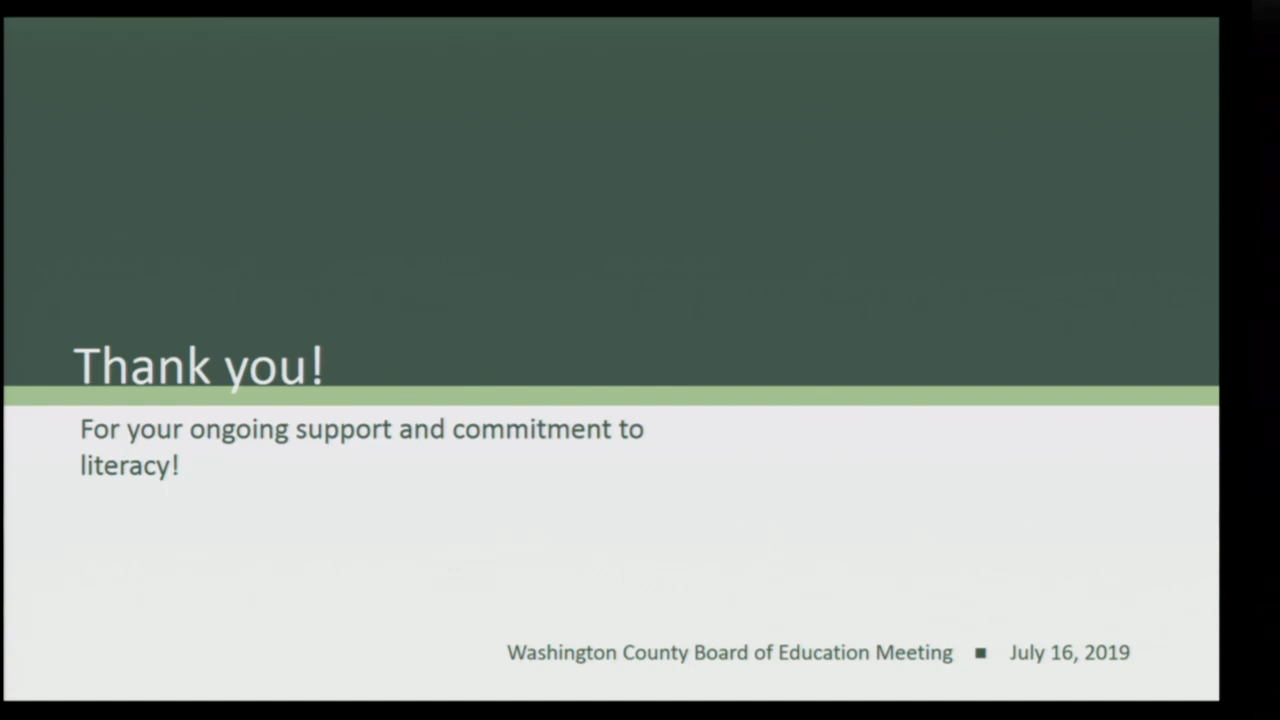 Thank you!
For your ongoing support and commitment to
literacy!
Washington County Board of Education Meeting ■ July 16, 2019